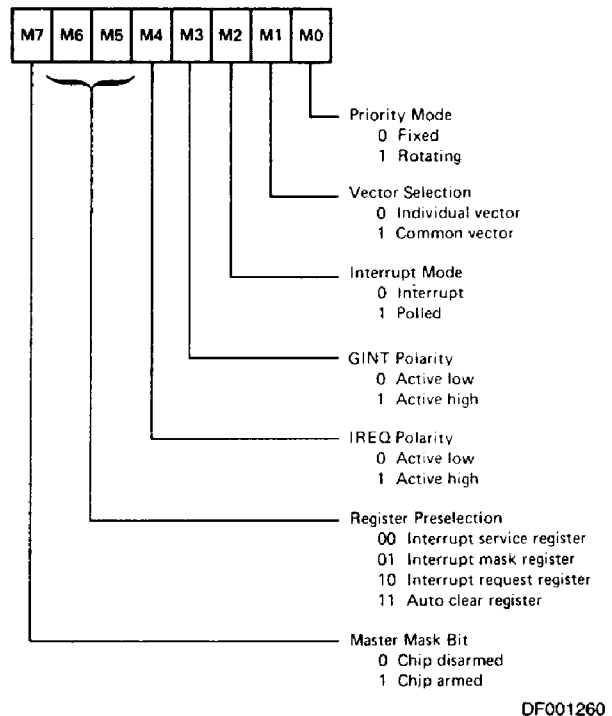 M7 M6 M5 M4 M3 M2 M1 M0
Priority Mode
0 Fixed
1 Rotating
Vector Selection
0 Individual vector
1 Common vector
Interrupt Mode
0 Interrupt
1 Polled
GINT Polarity
0 Active low
1 Active high
IREQ Polarity
0 Active low
1 Active high
Register Preselection
00 Interrupt service register
01 Interrupt mask register
10 Interrupt request register
11 Auto clear register
Master Mask Bit
0 Chip disarmed
1 Chip armed
DF001260